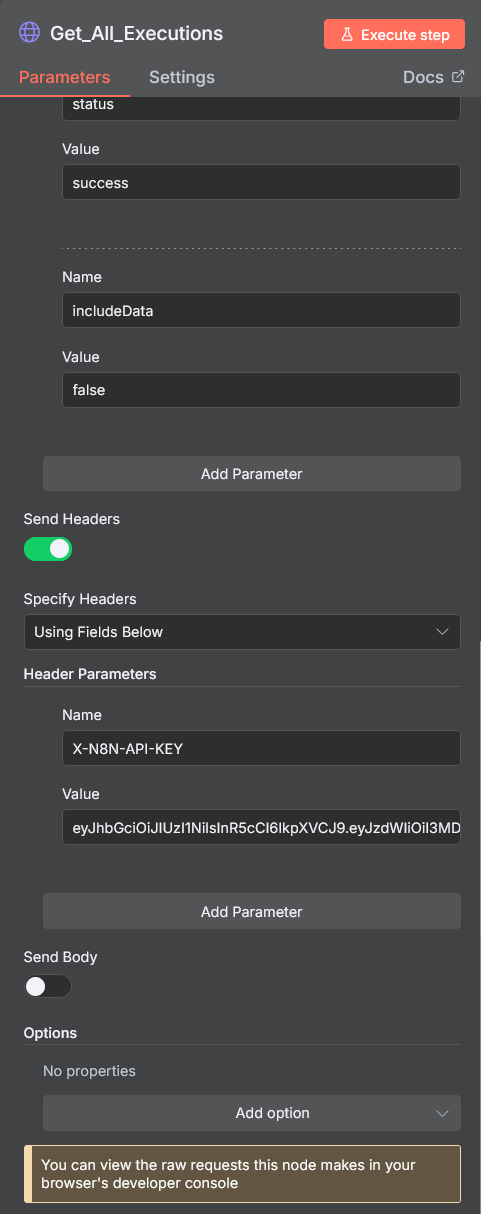 Get_All_Executions
Execute step
Parameters
Settings
Docs
status
Value
success
Name
includeData
Value
false
Add Parameter
Send Headers
Specify Headers
Using Fields Below
Header Parameters
Name
X-N8N-API-KEY
Value
eyJhbGciOiJIUzI1NiIsInR5cCI6IkpXVCJ9.eyJzdWIiOiI3MD
Add Parameter
Send Body
Options
No properties
Add option
You can view the raw requests this node makes in your
browser's developer console